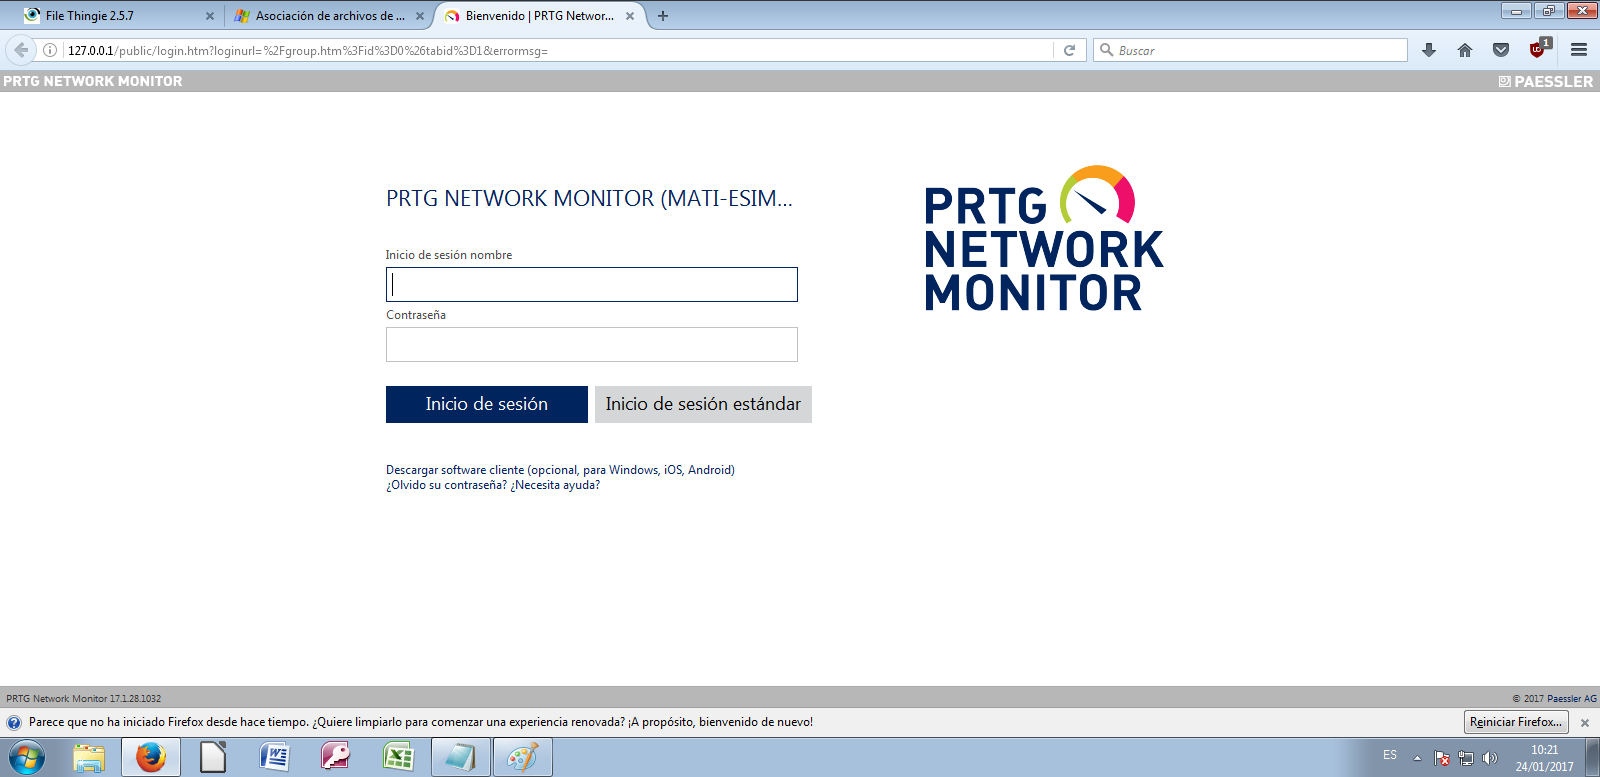 File Thingie 2.5.7
Asociación de archivos de ...
Bienvenido | PRTG Networ...
127.0.0.1/public/login.htm?loginurl=%2Fgroup.htm%3Fid%3D0%26tabid%3D1&errormsg=
Buscar
1
PRTG NETWORK MONITOR
PAESSLER
PRTG NETWORK MONITOR (MATI-ESIM...
Inicio de sesión nombre
Contraseña
Inicio de sesión
Inicio de sesión estándar
Descargar software cliente (opcional, para Windows, iOS, Android)
¿Olvido su contraseña? ¿Necesita ayuda?
PRTG
NETWORK
MONITOR
PRTG Network Monitor 17.1.28.1032
© 2017 Paessler AG
Parece que no ha iniciado Firefox desde hace tiempo. ¿Quiere limpiarlo para comenzar una experiencia renovada? ¡A propósito, bienvenido de nuevo!
Reiniciar Firefox...
ES
10:21
24/01/2017